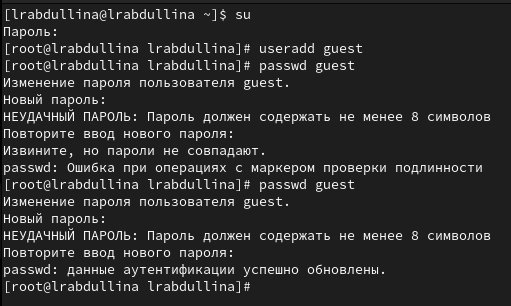 [lrabdullina@lrabdullina ~]$ su
Пароль:
[root@lrabdullina lrabdullina]# useradd guest
[root@lrabdullina lrabdullina]# passwd guest
Изменение пароля пользователя guest.
Новый пароль:
НЕУДАЧНЫЙ ПАРОЛЬ: Пароль должен содержать не менее 8 символов
Повторите ввод нового пароля:
Извините, но пароли не совпадают.
passwd: Ошибка при операциях с маркером проверки подлинности
[root@lrabdullina lrabdullina]# passwd guest
Изменение пароля пользователя guest.
Новый пароль:
НЕУДАЧНЫЙ ПАРОЛЬ: Пароль должен содержать не менее 8 символов
Повторите ввод нового пароля:
passwd: данные аутентификации успешно обновлены.
[root@lrabdullina lrabdullina]#